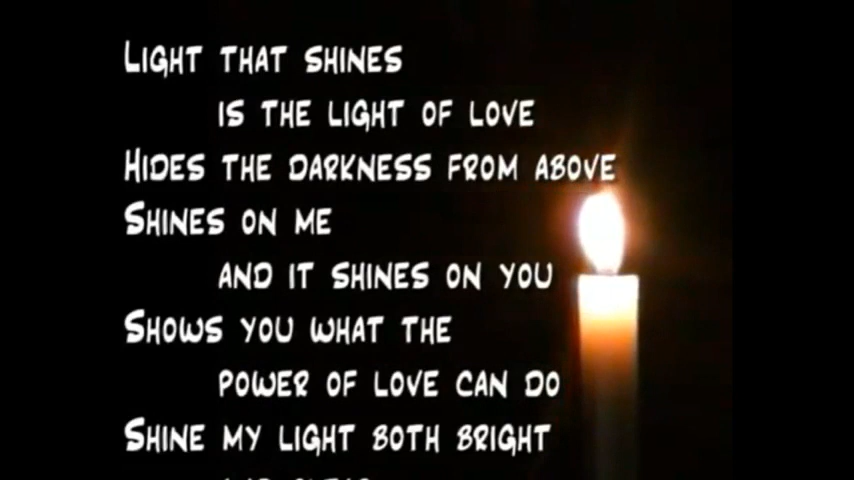 Light that shines
is the light of love
Hides the darkness from above
Shines on me
and it shines on you
Shows you what the
power of love can do
Shine my light both bright